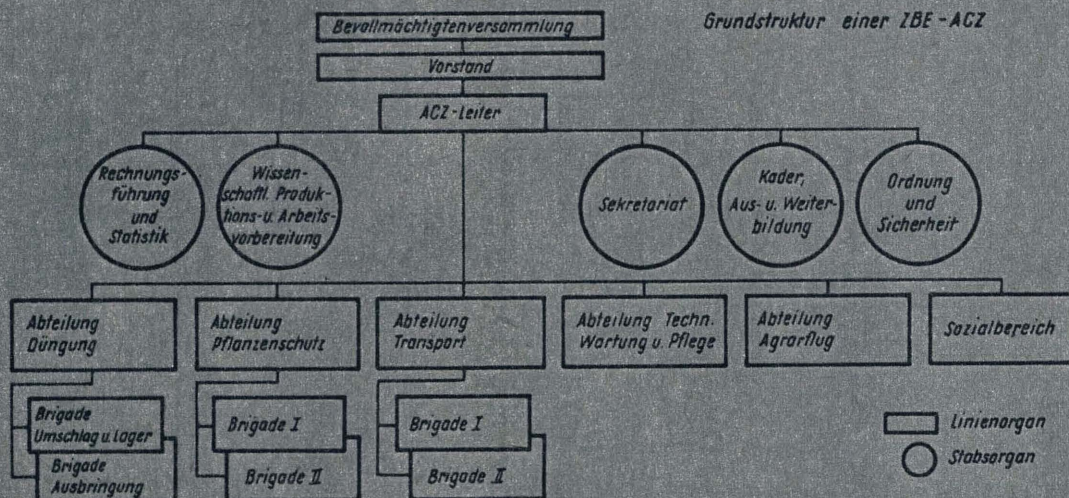 Grundstruktur einer ZBE-ACZ
Bevollmächtigtenversammlung
Vorstand
ACZ-Leiter
Rechnungs-
führung
und
Statistik
Wissen-
schaftl. Produk-
tions-u. Arbeits-
vorbereitung
Sekretariat
Kader,
Aus- u. Weiter-
bildung
Ordnung
und
Sicherheit
Abteilung
Düngung
Abteilung
Pflanzenschutz
Abteilung
Transport
Abteilung Techn.
Wartung u. Pflege
Abteilung
Agrarflug
Sozialbereich
Brigade
Umschlag u. Lager
Brigade
Ausbringung
Brigade I
Brigade II
Brigade I
Brigade II
Linienorgan
Stabsorgan